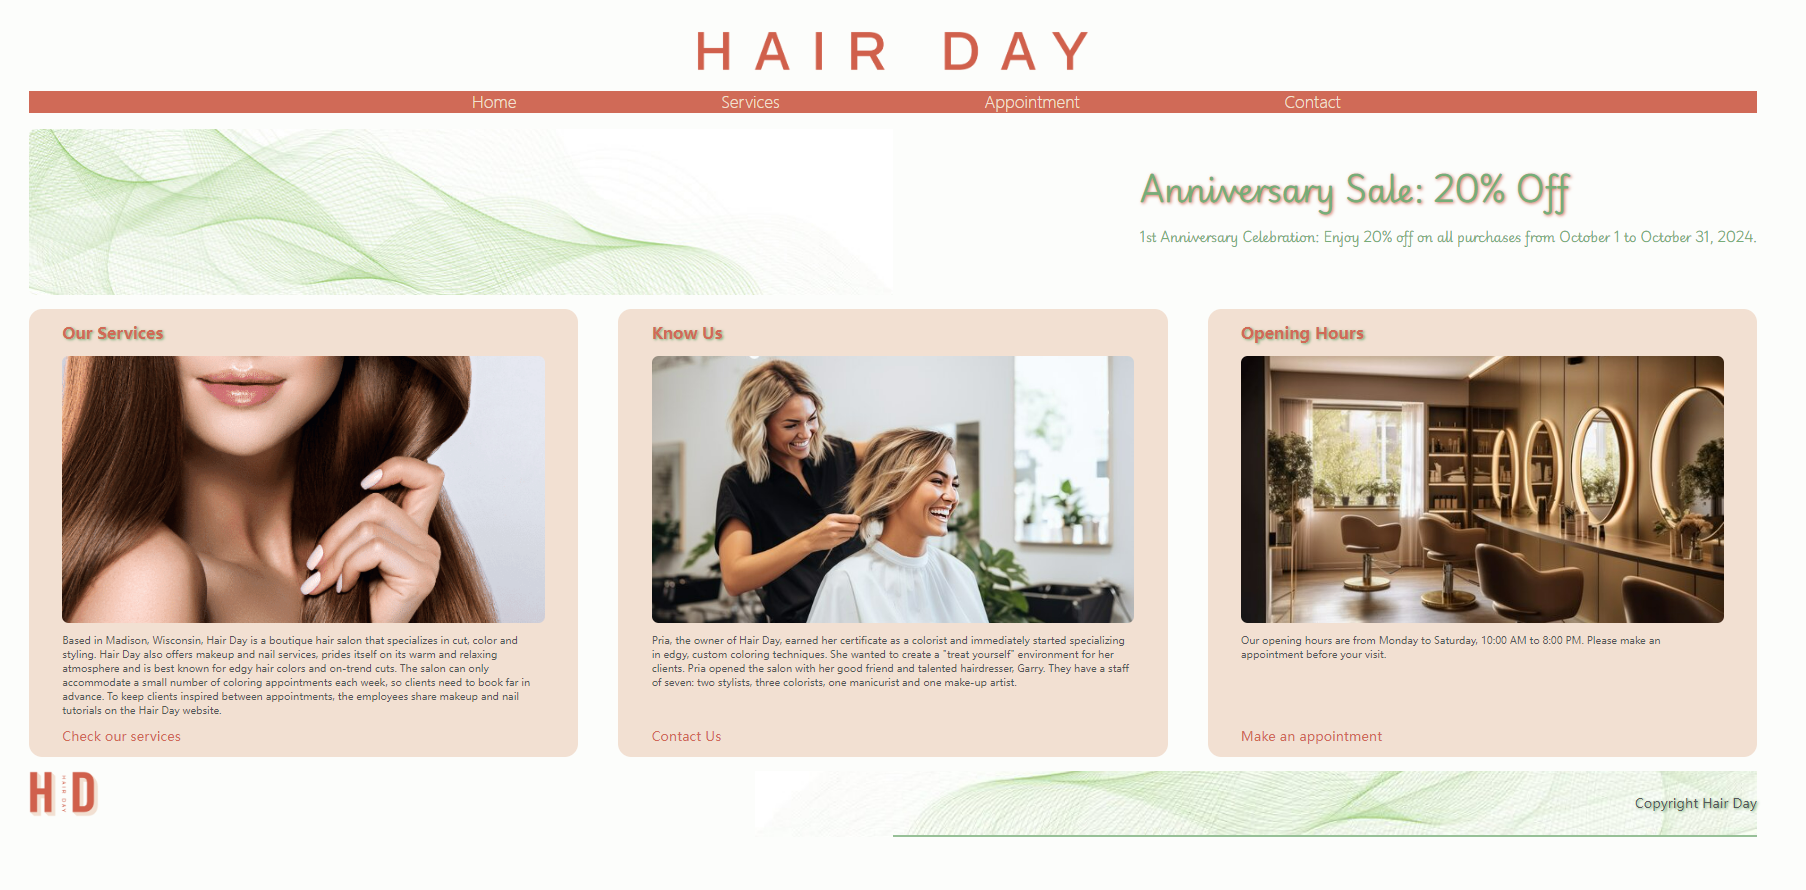 HAIR DAY
Home Services Appointment Contact
Anniversary Sale: 20% Off
1st Anniversary Celebration: Enjoy 20% off on all purchases from October 1 to October 31, 2024.
Our Services
Based in Madison, Wisconsin, Hair Day is a boutique hair salon that specializes in cut, color and
styling. Hair Day also offers makeup and nail services, prides itself on its warm and relaxing
atmosphere and is best known for edgy hair colors and on-trend cuts. The salon can only
accommodate a small number of coloring appointments each week, so clients need to book far in
advance. To keep clients inspired between appointments, the employees share makeup and nail
tutorials on the Hair Day website.
Check our services
Know Us
Pria, the owner of Hair Day, earned her certificate as a colorist and immediately started specializing
in edgy, custom coloring techniques. She wanted to create a "treat yourself" environment for her
clients. Pria opened the salon with her good friend and talented hairdresser, Garry. They have a staff
of seven: two stylists, three colorists, one manicurist and one make-up artist.
Contact Us
Opening Hours
Our opening hours are from Monday to Saturday, 10:00 AM to 8:00 PM. Please make an
appointment before your visit.
Make an appointment
H HAIR DAY D
Copyright Hair Day